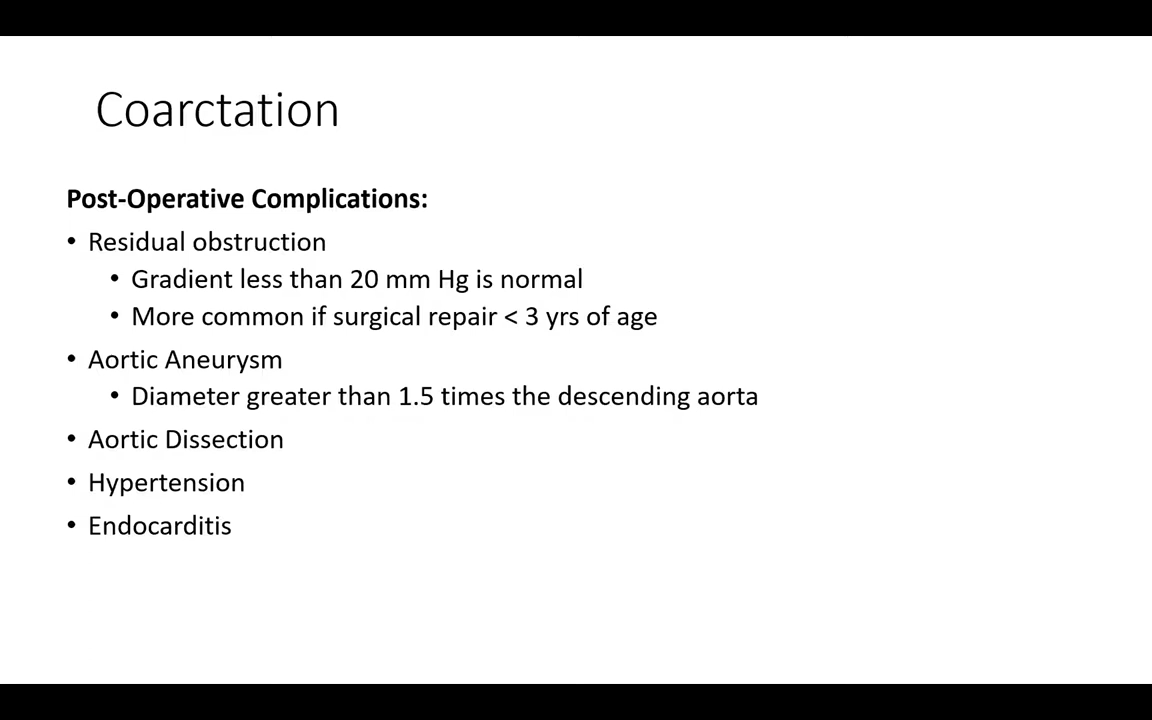 Coarctation
Post-Operative Complications:
• Residual obstruction
• Gradient less than 20 mm Hg is normal
• More common if surgical repair < 3 yrs of age
• Aortic Aneurysm
• Diameter greater than 1.5 times the descending aorta
• Aortic Dissection
• Hypertension
• Endocarditis